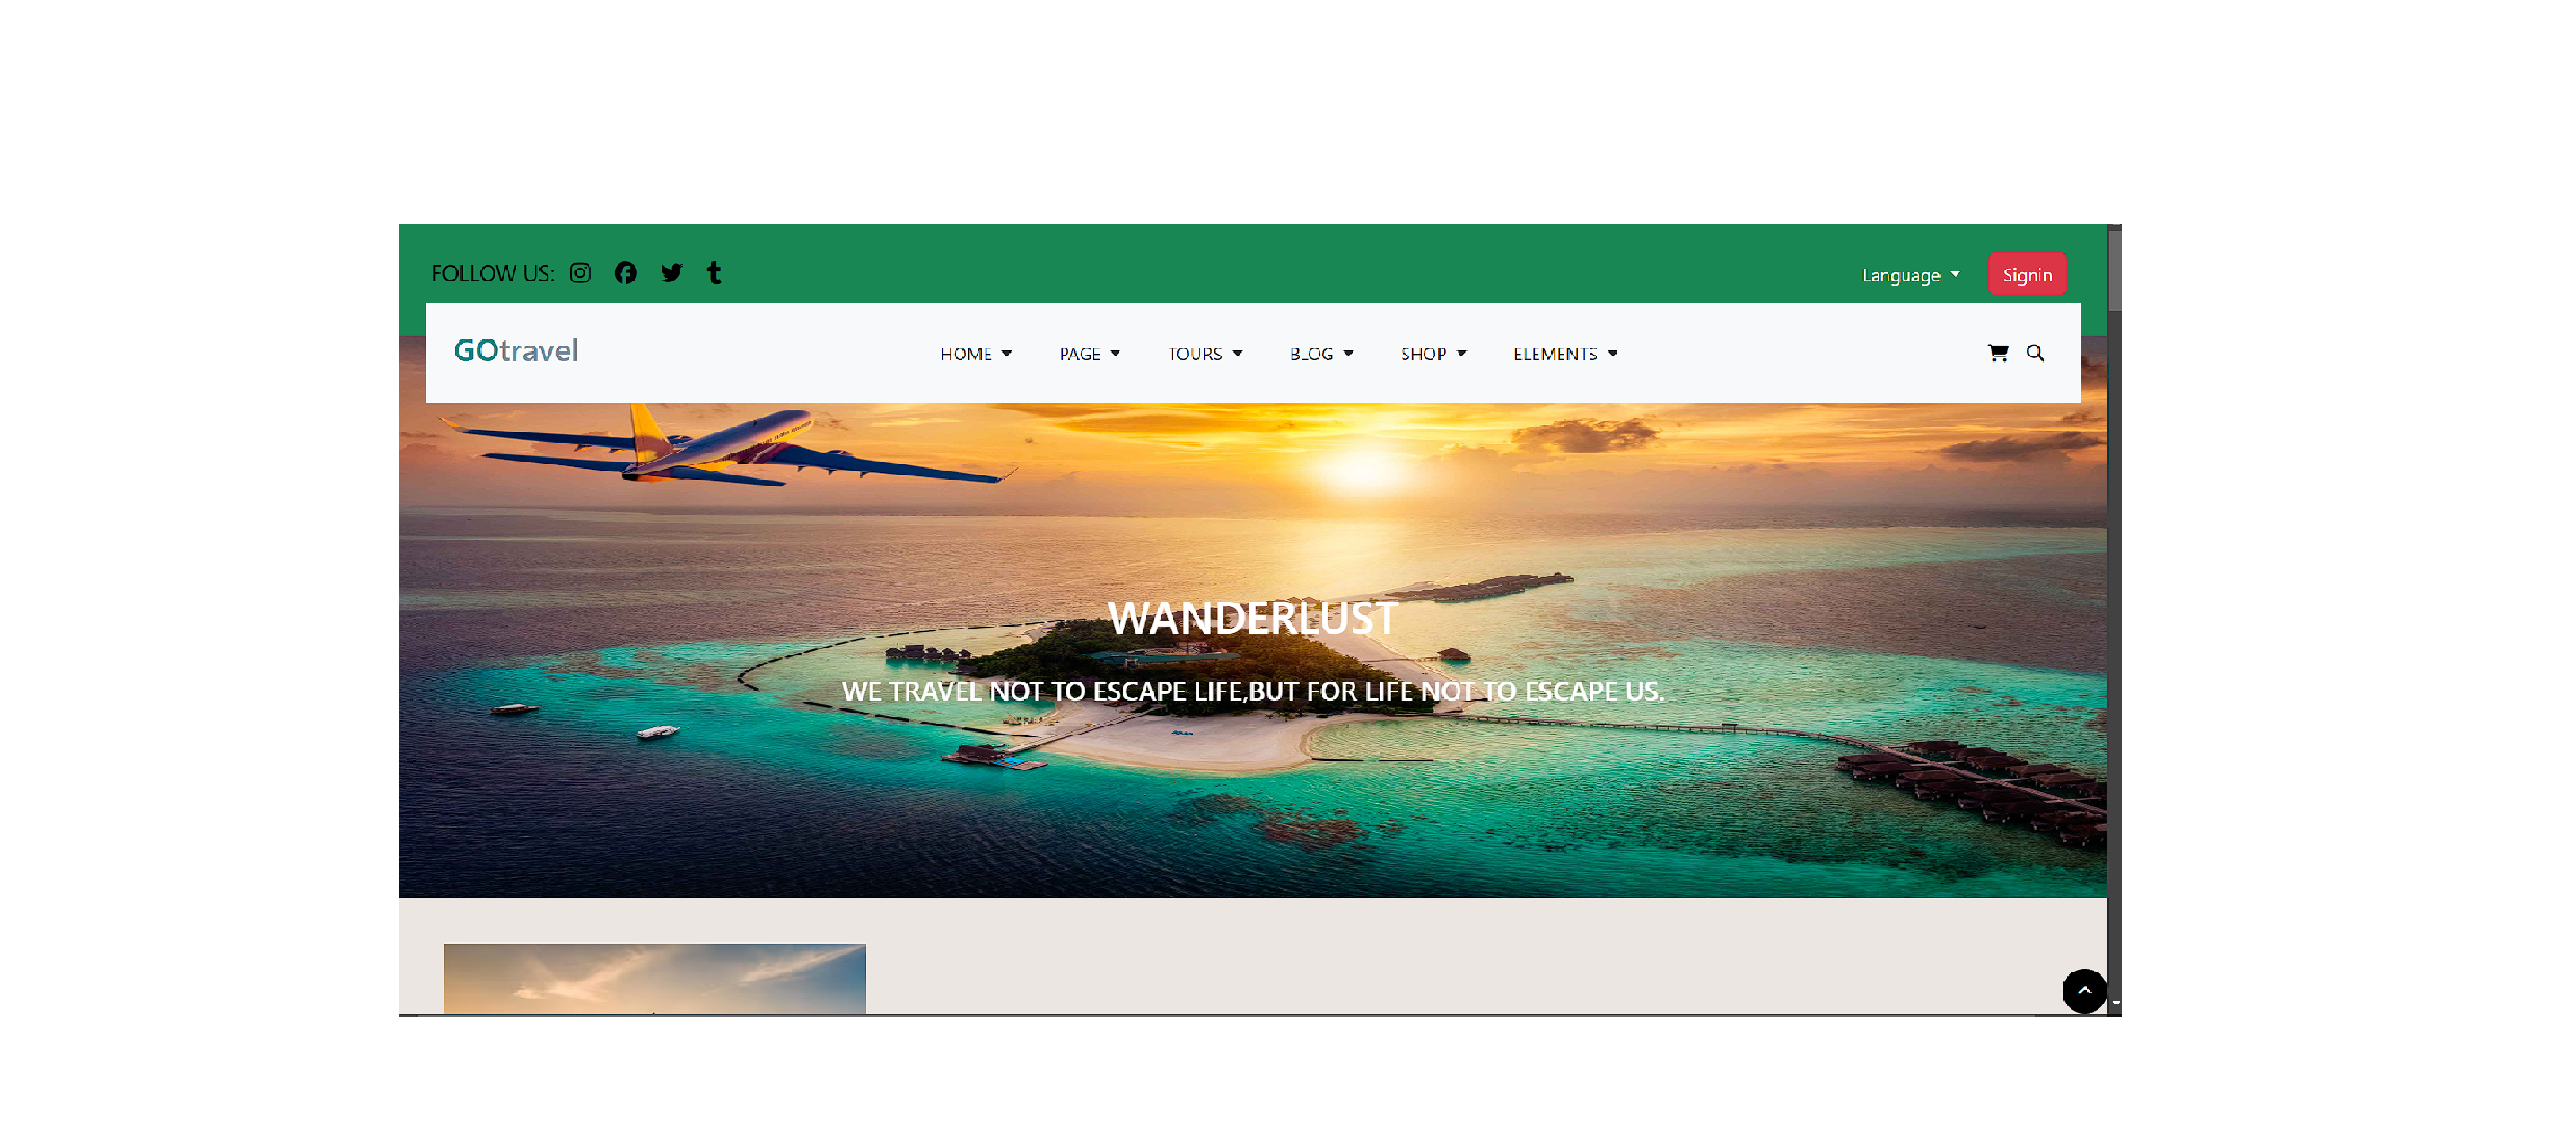 FOLLOW US:
Language
Signin
GOtravel
HOME
PAGE
TOURS
BLOG
SHOP
ELEMENTS
WANDERLUST
WE TRAVEL NOT TO ESCAPE LIFE,BUT FOR LIFE NOT TO ESCAPE US.